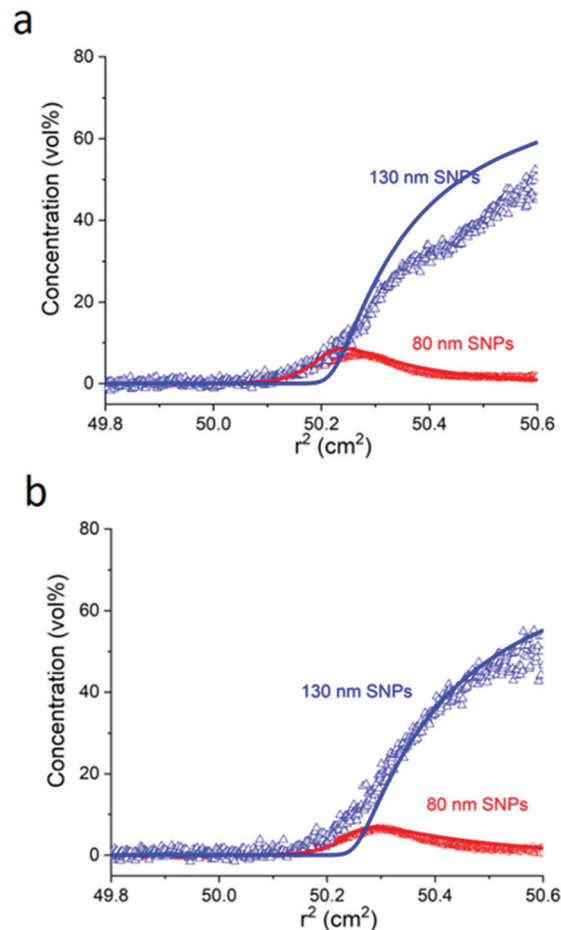 a
80
60
40
20
0
Concentration (vol%)
130 nm SNPs
80 nm SNPs
49.8 50.0 50.2 50.4 50.6
r² (cm²)
b
80
60
40
20
0
Concentration (vol%)
130 nm SNPs
80 nm SNPs
49.8 50.0 50.2 50.4 50.6
r² (cm²)